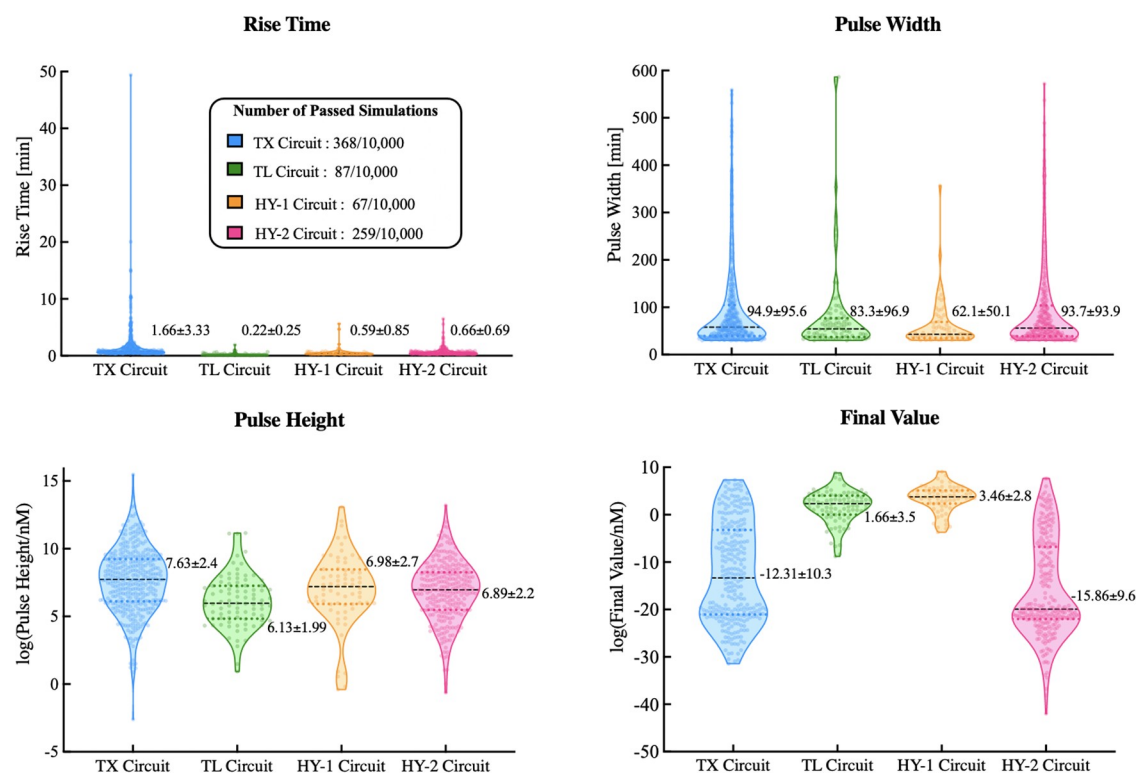 Rise Time
Rise Time [min]
50
40
30
20
10
0
Number of Passed Simulations
TX Circuit : 368/10,000
TL Circuit : 87/10,000
HY-1 Circuit : 67/10,000
HY-2 Circuit : 259/10,000
1.66±3.33
0.22±0.25
0.59±0.85
0.66±0.69
TX Circuit
TL Circuit
HY-1 Circuit
HY-2 Circuit
Pulse Width
Pulse Width [min]
600
500
400
300
200
100
0
94.9±95.6
83.3±96.9
62.1±50.1
93.7±93.9
TX Circuit
TL Circuit
HY-1 Circuit
HY-2 Circuit
Pulse Height
log(Pulse Height/nM)
15
10
5
0
-5
7.63±2.4
6.13±1.99
6.98±2.7
6.89±2.2
TX Circuit
TL Circuit
HY-1 Circuit
HY-2 Circuit
Final Value
log(Final Value/nM)
10
0
-10
-20
-30
-40
-50
-12.31±10.3
1.66±3.5
3.46±2.8
-15.86±9.6
TX Circuit
TL Circuit
HY-1 Circuit
HY-2 Circuit